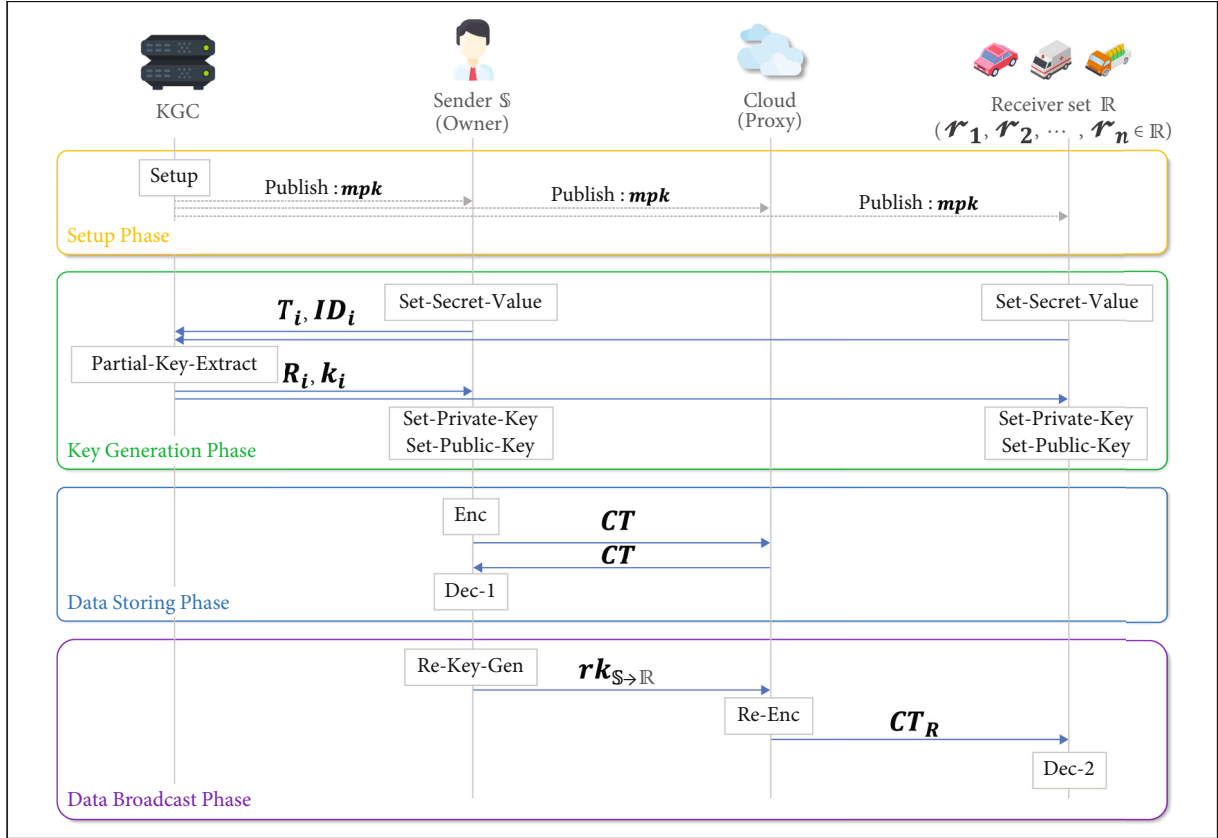 KGC
Sender 𝕊
(Owner)
Cloud
(Proxy)
Receiver set ℝ
(r₁, r₂, ⋯ , rₙ ∈ ℝ)
Setup
Publish : mpk
Publish : mpk
Publish : mpk
Setup Phase
Set-Secret-Value
Set-Secret-Value
Tᵢ, IDᵢ
Partial-Key-Extract
Rᵢ, kᵢ
Set-Private-Key
Set-Public-Key
Set-Private-Key
Set-Public-Key
Key Generation Phase
Enc
CT
CT
Dec-1
Data Storing Phase
Re-Key-Gen
rk𝕊→ℝ
Re-Enc
CT_R
Dec-2
Data Broadcast Phase